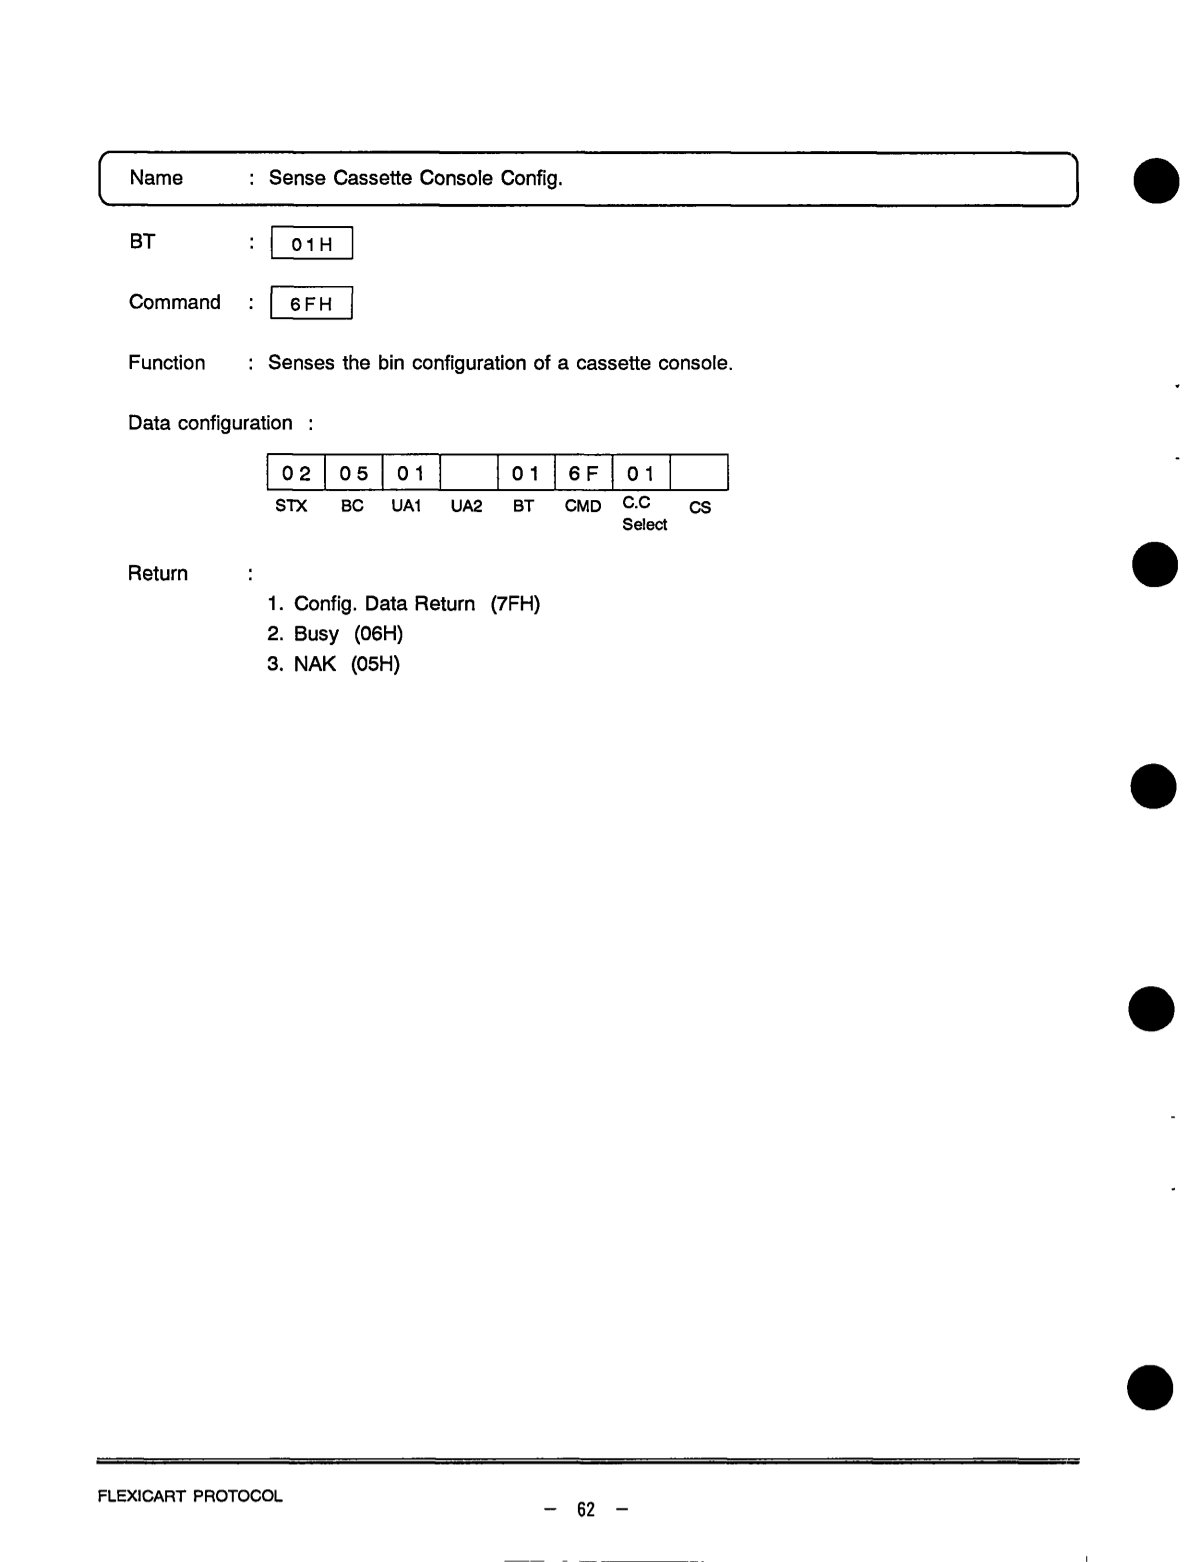 Name : Sense Cassette Console Config.
BT : 01H
Command : 6FH
Function : Senses the bin configuration of a cassette console.
Data configuration :
02 05 01 01 6F 01
STX BC UA1 UA2 BT CMD C.C Select CS
Return :
1. Config. Data Return (7FH)
2. Busy (06H)
3. NAK (05H)
FLEXICART PROTOCOL
— 62 —